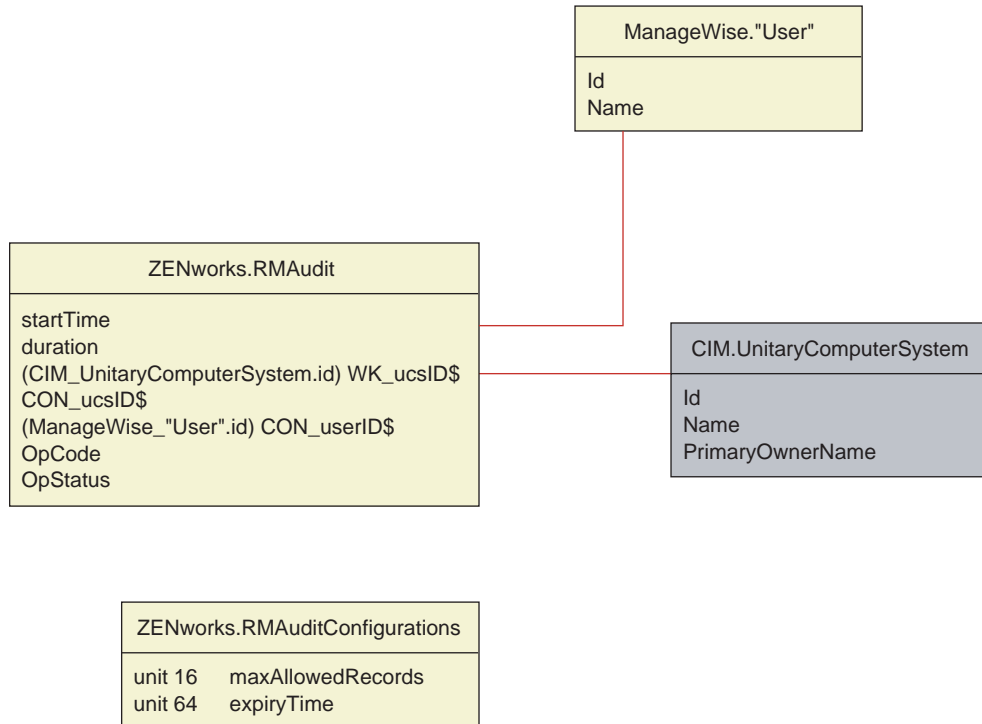 ManageWise."User"
Id
Name
ZENworks.RMAudit
startTime
duration
(CIM_UnitaryComputerSystem.id) WK_ucsID$
CON_ucsID$
(ManageWise_"User".id) CON_userID$
OpCode
OpStatus
CIM.UnitaryComputerSystem
Id
Name
PrimaryOwnerName
ZENworks.RMAuditConfigurations
unit 16 maxAllowedRecords
unit 64 expiryTime